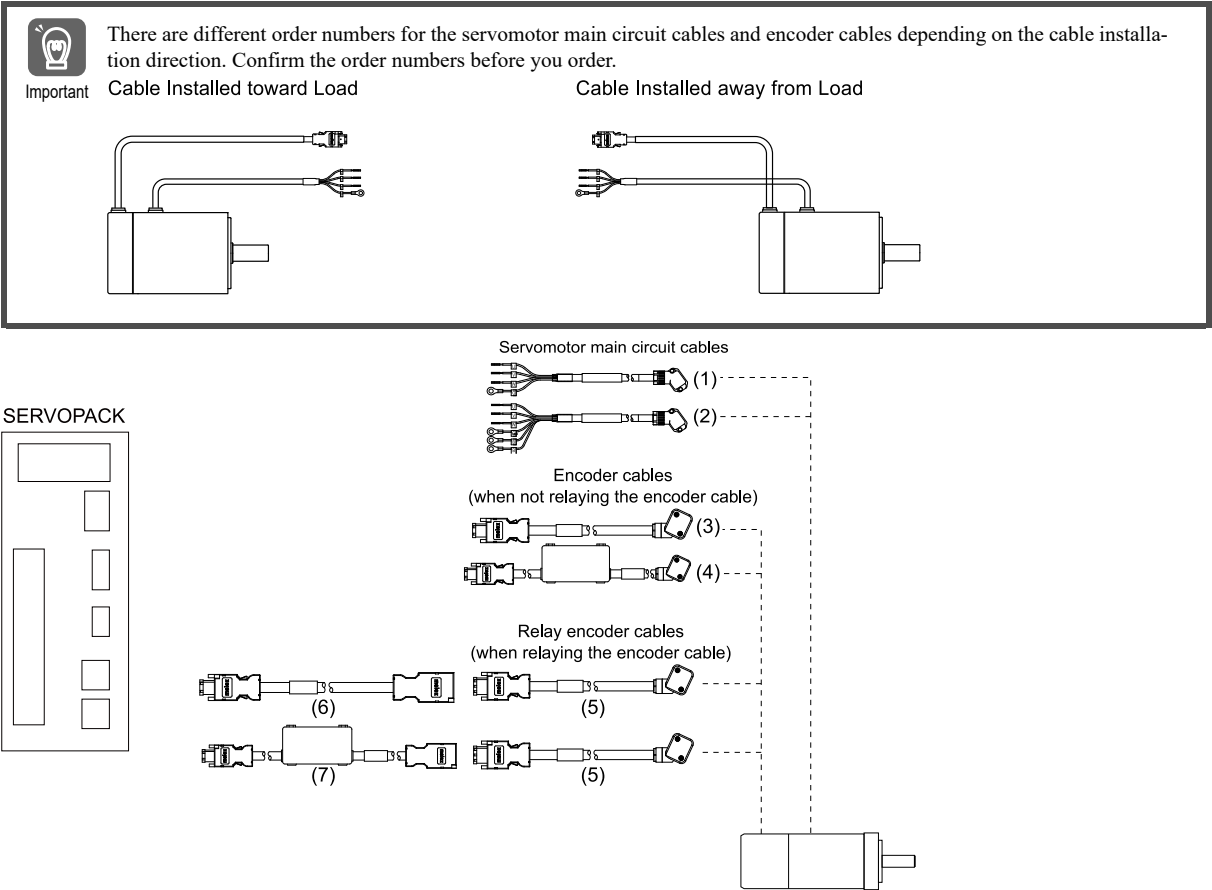 There are different order numbers for the servomotor main circuit cables and encoder cables depending on the cable installa-
tion direction. Confirm the order numbers before you order.
Important
Cable Installed toward Load
Cable Installed away from Load
Servomotor main circuit cables
(1)
(2)
SERVOPACK
Encoder cables
(when not relaying the encoder cable)
(3)
(4)
Relay encoder cables
(when relaying the encoder cable)
(6)
(5)
(7)
(5)